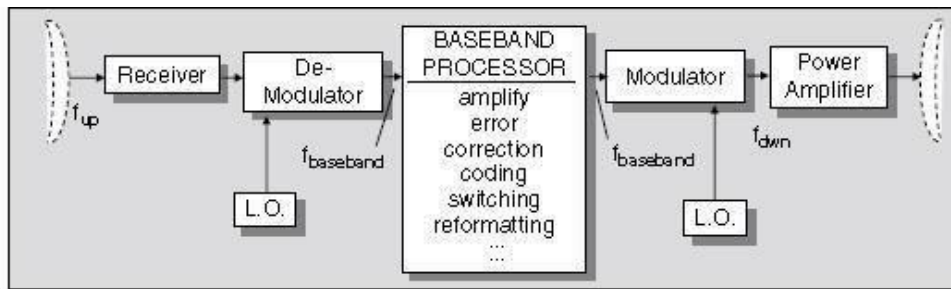 BASEBAND
PROCESSOR
amplify
error
correction
coding
switching
reformatting
...
Receiver
De-
Modulator
Modulator
Power
Amplifier
f up
f baseband
f baseband
f dwn
L.O.
L.O.